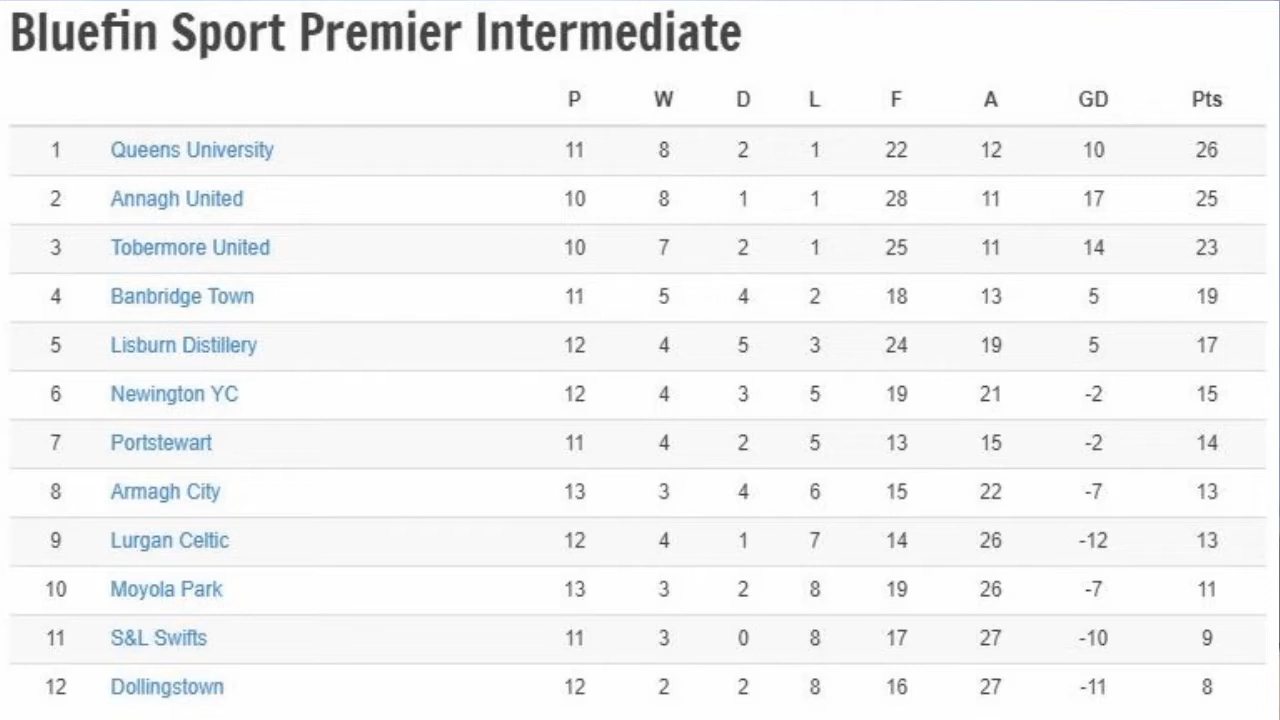 Bluefin Sport Premier Intermediate
P W D L F A GD Pts
1 Queens University 11 8 2 1 22 12 10 26
2 Annagh United 10 8 1 1 28 11 17 25
3 Tobermore United 10 7 2 1 25 11 14 23
4 Banbridge Town 11 5 4 2 18 13 5 19
5 Lisburn Distillery 12 4 5 3 24 19 5 17
6 Newington YC 12 4 3 5 19 21 -2 15
7 Portstewart 11 4 2 5 13 15 -2 14
8 Armagh City 13 3 4 6 15 22 -7 13
9 Lurgan Celtic 12 4 1 7 14 26 -12 13
10 Moyola Park 13 3 2 8 19 26 -7 11
11 S&L Swifts 11 3 0 8 17 27 -10 9
12 Dollingstown 12 2 2 8 16 27 -11 8